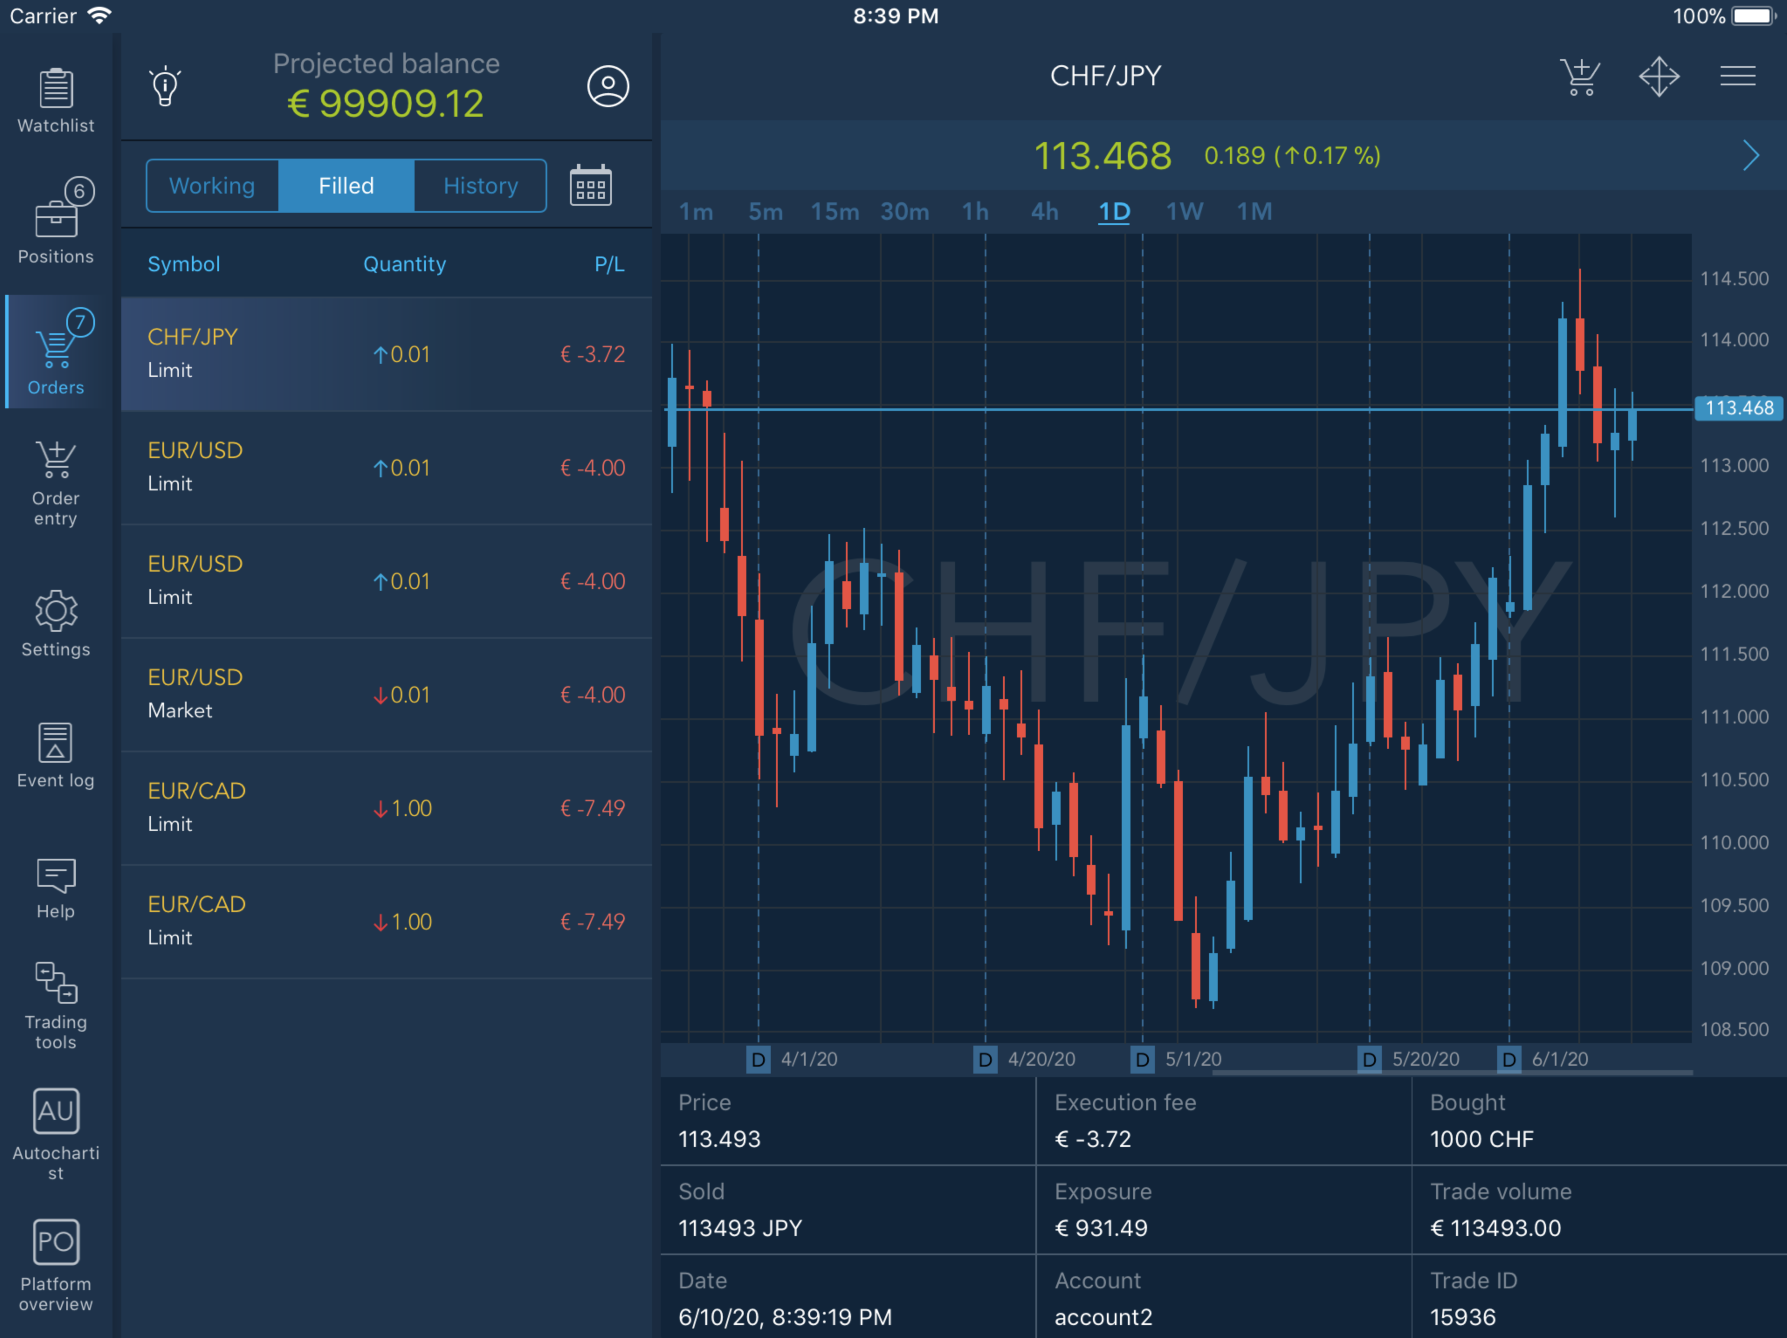 Carrier
8:39 PM
100%
Watchlist
6
Positions
7
Orders
Order
entry
Settings
Event log
Help
Trading
tools
AU
Autocharti
st
PO
Platform
overview
Projected balance
€ 99909.12
Working
Filled
History
Symbol
Quantity
P/L
CHF/JPY
Limit
↑0.01
€ -3.72
EUR/USD
Limit
↑0.01
€ -4.00
EUR/USD
Limit
↑0.01
€ -4.00
EUR/USD
Market
↓0.01
€ -4.00
EUR/CAD
Limit
↓1.00
€ -7.49
EUR/CAD
Limit
↓1.00
€ -7.49
CHF/JPY
113.468
0.189 (↑0.17 %)
1m 5m 15m 30m 1h 4h 1D 1W 1M
CHF/JPY
114.500
114.000
113.468
113.000
112.500
112.000
111.500
111.000
110.500
110.000
109.500
109.000
108.500
D 4/1/20
D 4/20/20
D 5/1/20
D 5/20/20
D 6/1/20
Price
113.493
Execution fee
€ -3.72
Bought
1000 CHF
Sold
113493 JPY
Exposure
€ 931.49
Trade volume
€ 113493.00
Date
6/10/20, 8:39:19 PM
Account
account2
Trade ID
15936